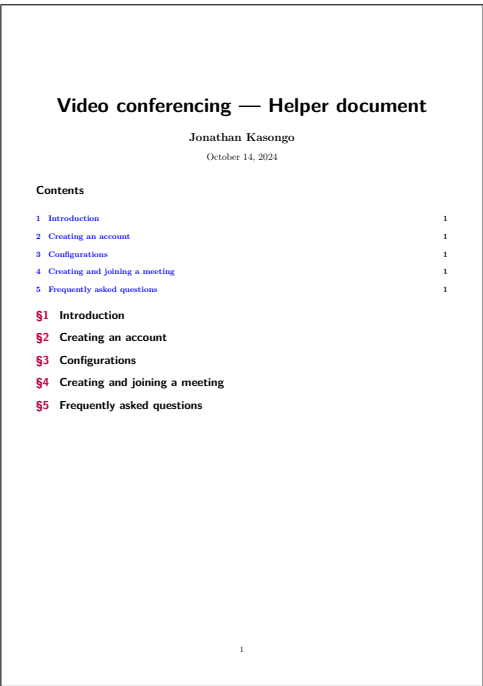 Video conferencing — Helper document
Jonathan Kasongo
October 14, 2024
Contents
1 Introduction 1
2 Creating an account 1
3 Configurations 1
4 Creating and joining a meeting 1
5 Frequently asked questions 1
§1 Introduction
§2 Creating an account
§3 Configurations
§4 Creating and joining a meeting
§5 Frequently asked questions
1